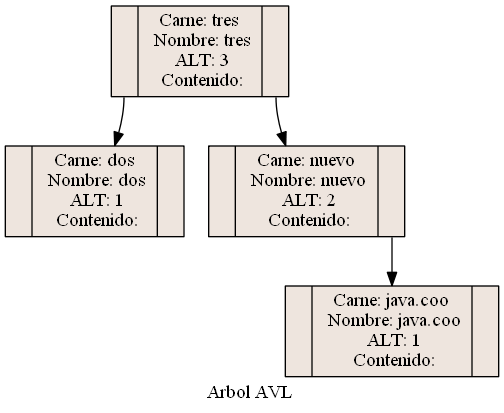 Carne: tres
Nombre: tres
ALT: 3
Contenido:
Carne: dos
Nombre: dos
ALT: 1
Contenido:
Carne: nuevo
Nombre: nuevo
ALT: 2
Contenido:
Carne: java.coo
Nombre: java.coo
ALT: 1
Contenido:
Arbol AVL